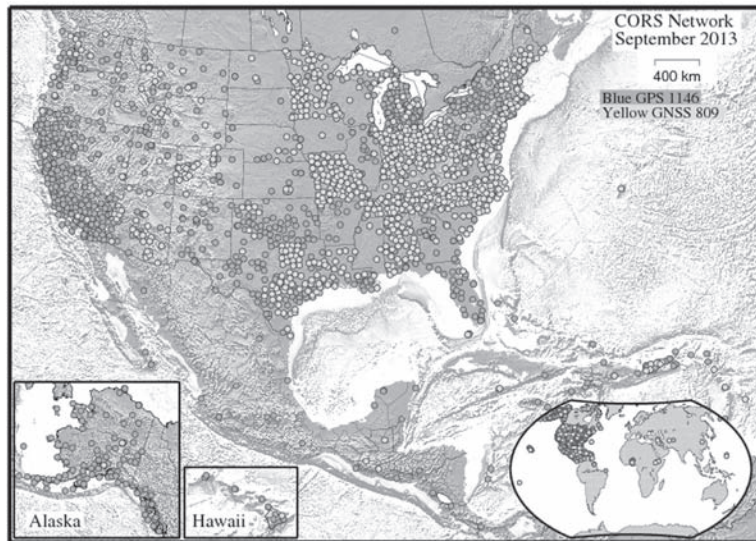 CORS Network
September 2013
400 km
Blue GPS 1146
Yellow GNSS 809
Alaska
Hawaii